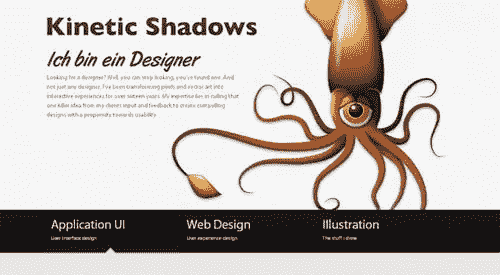 Kinetic Shadows
Ich bin ein Designer
Looking for a designer? Well, you can stop looking, you've found one. And
not just any designer. I've been transforming pixels and vector art into
interactive experiences for over sixteen years. My expertise lies in culling that
one killer idea from my clients input and feedback to create compelling
designs with a propensity towards usability.
Application UI
Web Design
Illustration
User interface design
User experience design
The stuff I draw